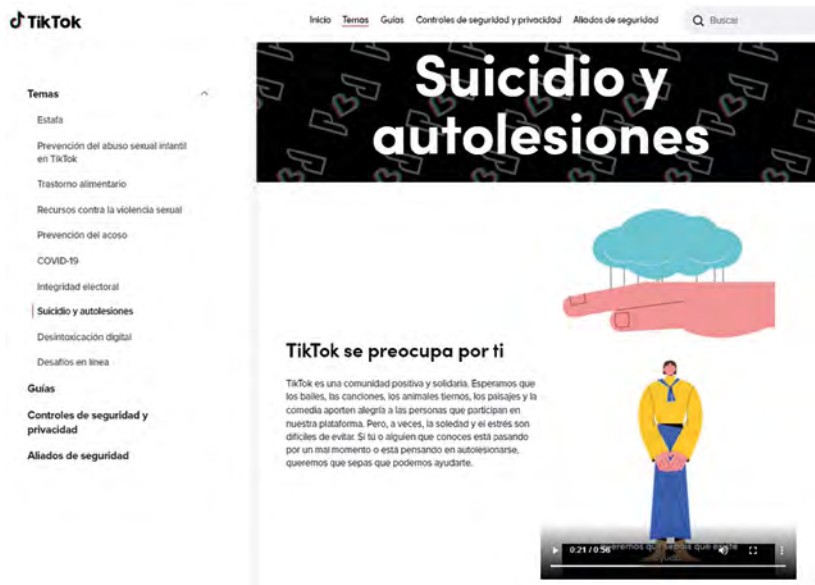 TikTok
Inicio Temas Guías Controles de seguridad y privacidad Aliados de seguridad Buscar
Temas
Estafa
Prevención del abuso sexual infantil
en TikTok
Trastorno alimentario
Recursos contra la violencia sexual
Prevención del acoso
COVID-19
Integridad electoral
Suicidio y autolesiones
Desintoxicación digital
Desafíos en línea
Guías
Controles de seguridad y
privacidad
Aliados de seguridad
Suicidio y
autolesiones
TikTok se preocupa por ti
TikTok es una comunidad positiva y solidaria. Esperamos que
los bailes, las canciones, los animales tiernos, los paisajes y la
comedia aporten alegría a las personas que participan en
nuestra plataforma. Pero, a veces, la soledad y el estrés son
difíciles de evitar. Si tú o alguien que conoces está pasando
por un mal momento o está pensando en autolesionarse,
queremos que sepas que podemos ayudarte.
0:21 / 0:56
que sepáis que existe